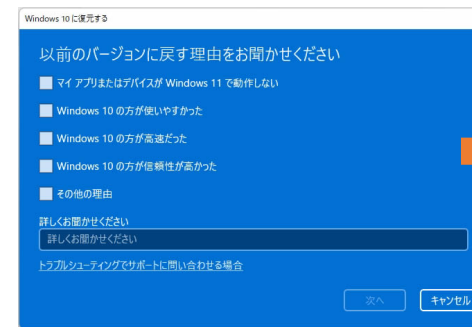 Windows 10 に復元する
以前のバージョンに戻す理由をお聞かせください
マイ アプリまたはデバイスが Windows 11 で動作しない
Windows 10 の方が使いやすかった
Windows 10 の方が高速だった
Windows 10 の方が信頼性が高かった
その他の理由
詳しくお聞かせください
詳しくお聞かせください
トラブルシューティングでサポートに問い合わせる場合
次へ
キャンセル